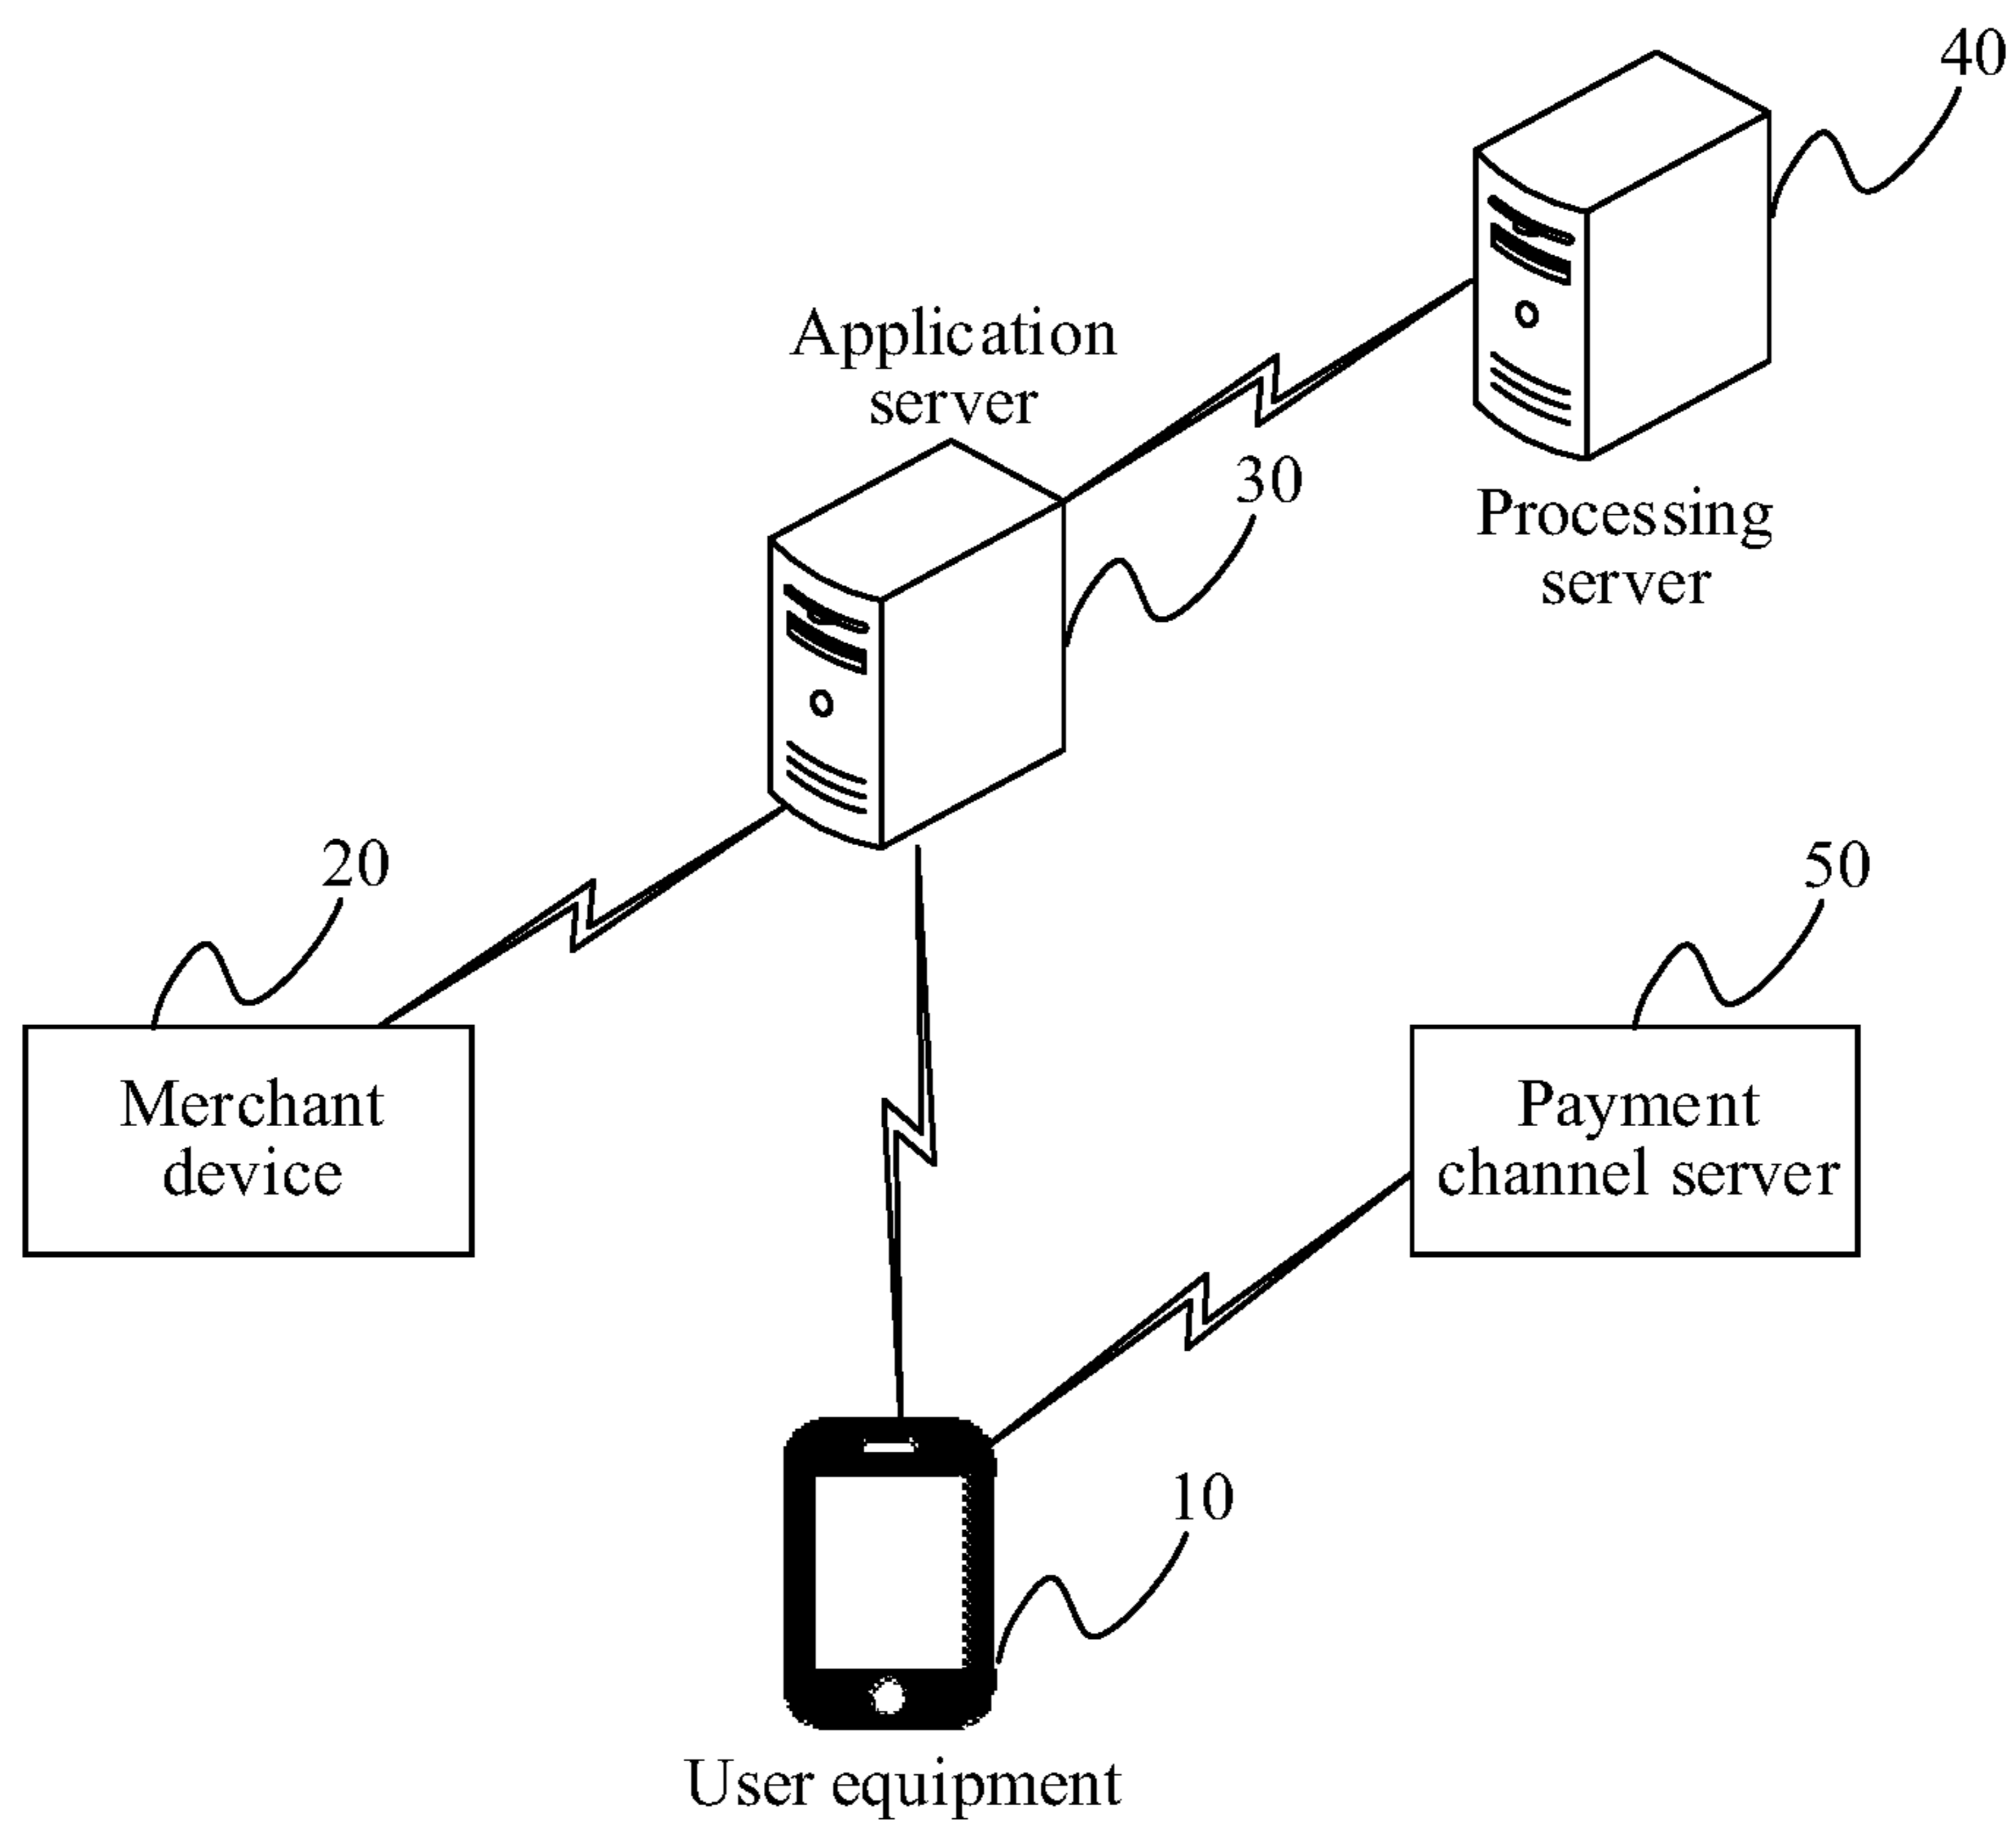 40
Application
server
30
Processing
server
20
50
Merchant
device
Payment
channel server
10
User equipment